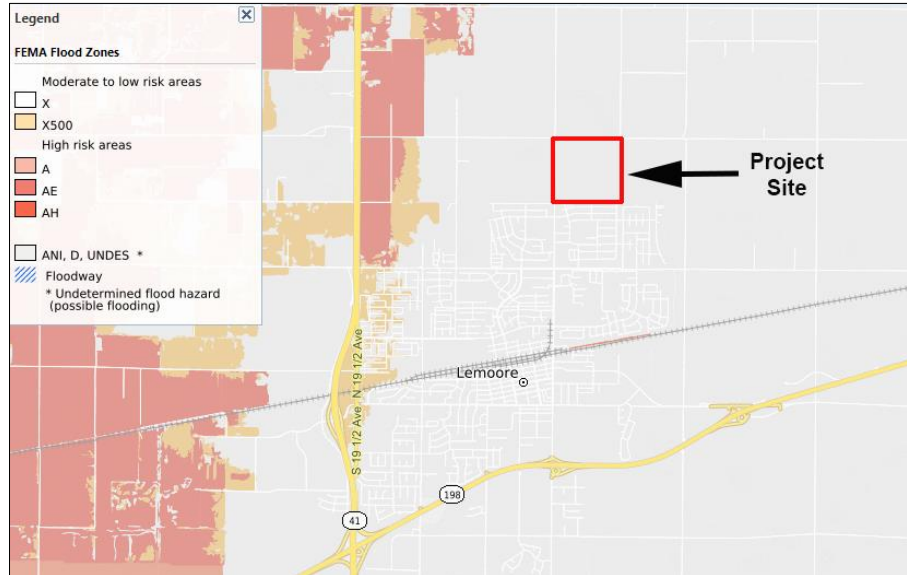 Legend
FEMA Flood Zones
Moderate to low risk areas
X
X500
High risk areas
A
AE
AH
ANI, D, UNDES *
Floodway
* Undetermined flood hazard
(possible flooding)
Project
Site
S 19 1/2 Ave N 19 1/2 Ave
Lemoore
198
41